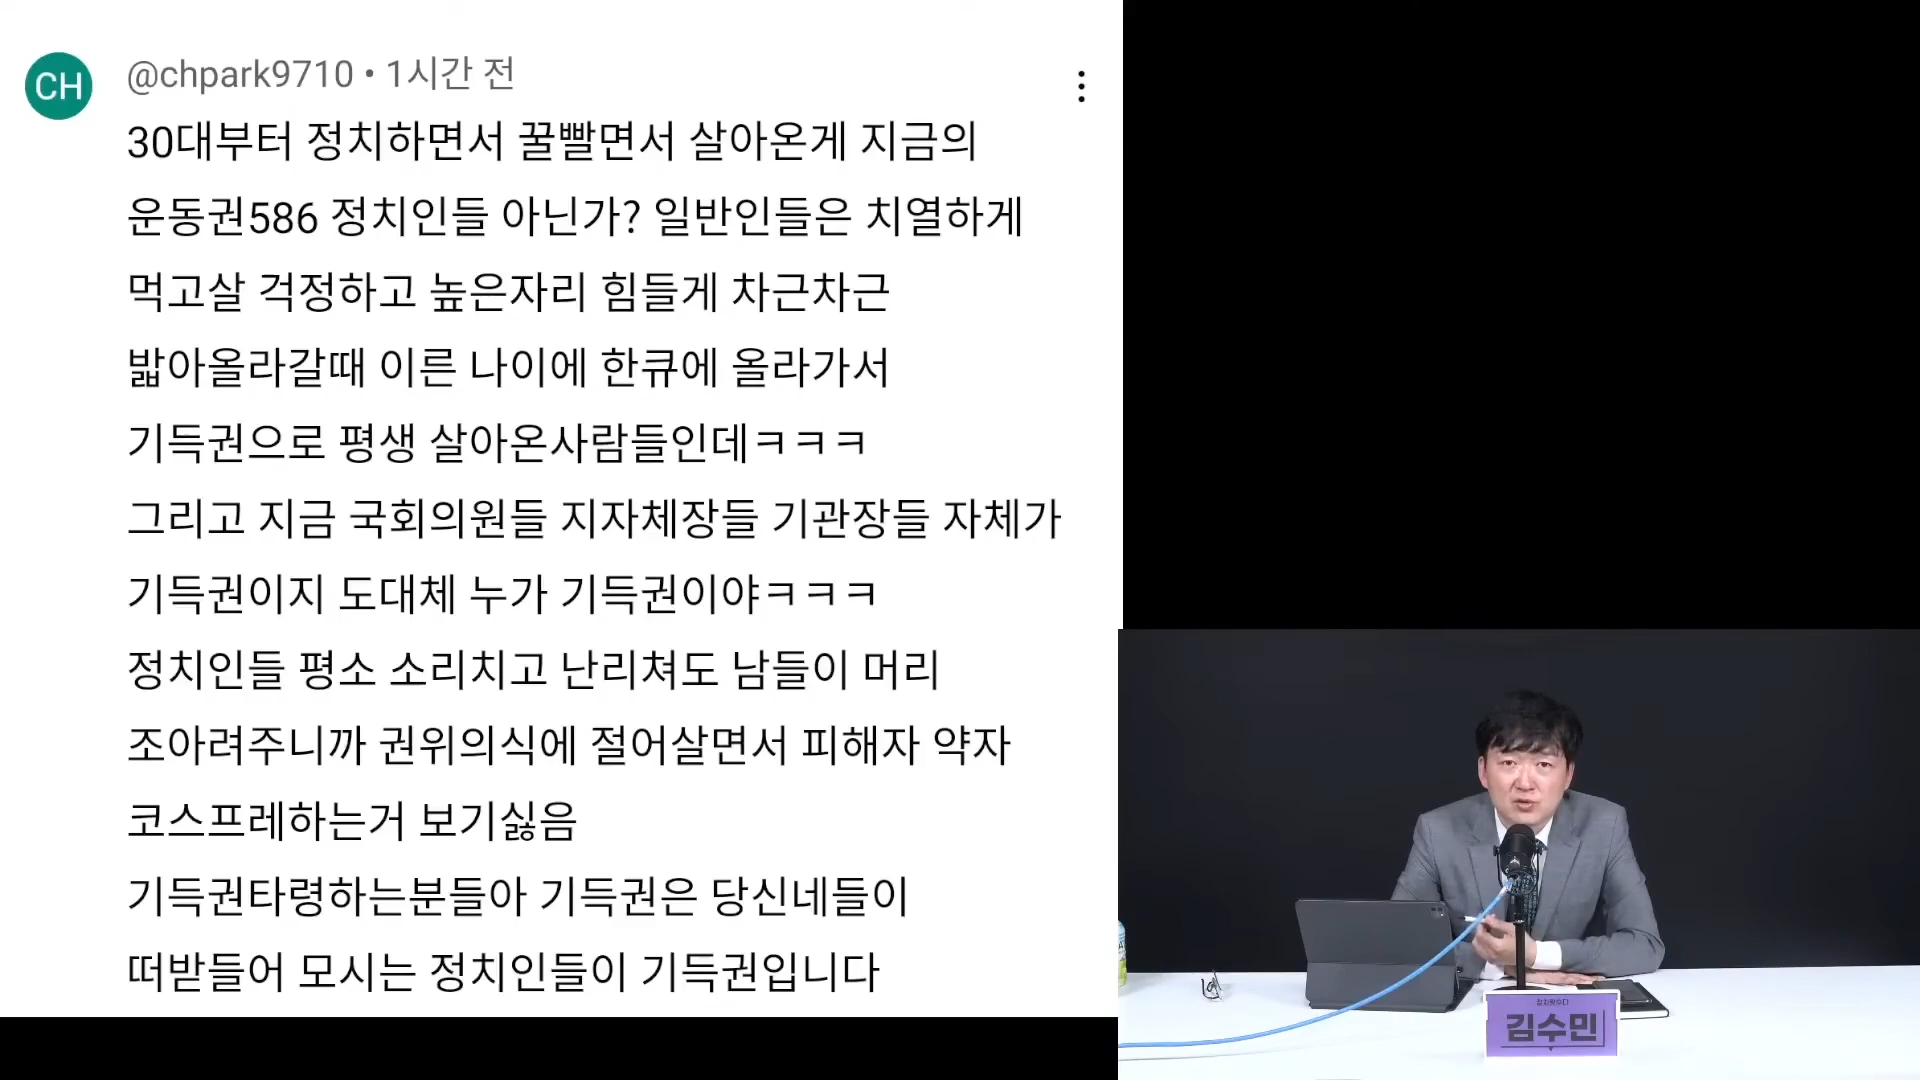 CH
@chpark9710 • 1시간 전
30대부터 정치하면서 꿀빨면서 살아온게 지금의
운동권586 정치인들 아닌가? 일반인들은 치열하게
먹고살 걱정하고 높은자리 힘들게 차근차근
밟아올라갈때 이른 나이에 한큐에 올라가서
기득권으로 평생 살아온사람들인데ㅋㅋㅋ
그리고 지금 국회의원들 지자체장들 기관장들 자체가
기득권이지 도대체 누가 기득권이야ㅋㅋㅋ
정치인들 평소 소리치고 난리쳐도 남들이 머리
조아려주니까 권위의식에 절어살면서 피해자 약자
코스프레하는거 보기싫음
기득권타령하는분들아 기득권은 당신네들이
떠받들어 모시는 정치인들이 기득권입니다
김수민